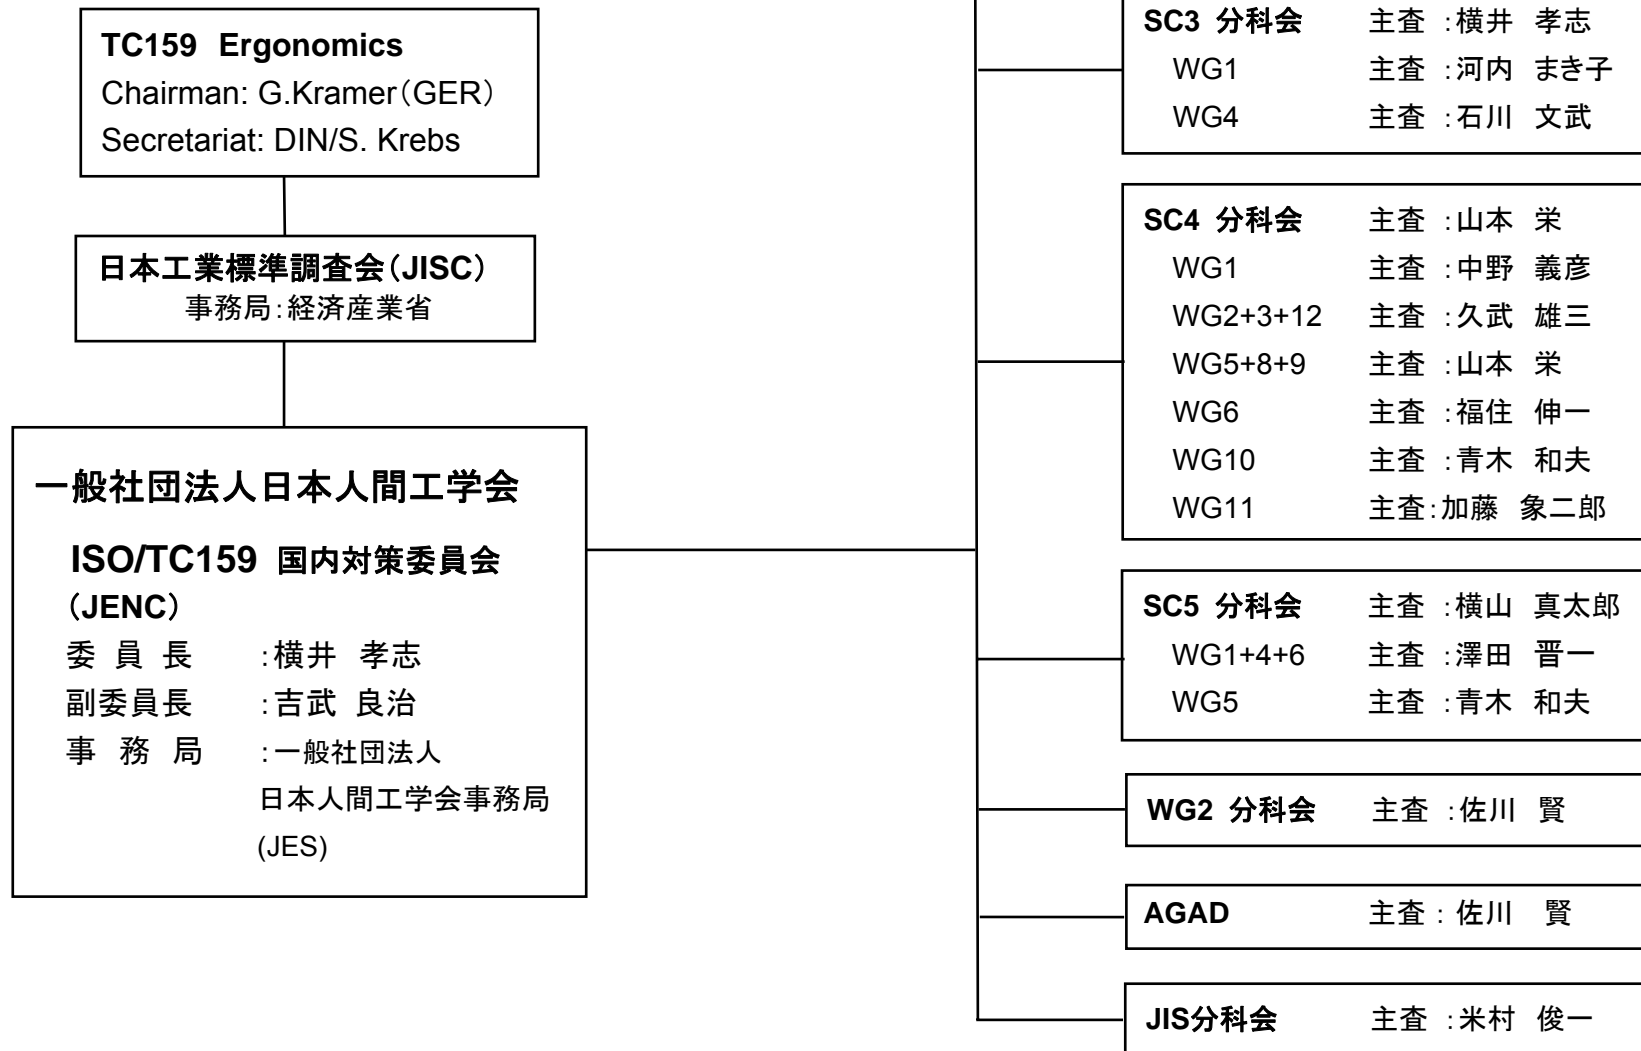 TC159 Ergonomics
Chairman: G.Kramer（GER）
Secretariat: DIN/S. Krebs
日本工業標準調査会（JISC）
事務局：経済産業省
一般社団法人日本人間工学会
ISO/TC159 国内対策委員会
（JENC）
委 員 長 ：横井 孝志
副委員長 ：吉武 良治
事 務 局 ：一般社団法人
日本人間工学会事務局
(JES)
SC3 分科会 主査 ：横井 孝志
WG1 主査 ：河内 まき子
WG4 主査 ：石川 文武
SC4 分科会 主査 ：山本 栄
WG1 主査 ：中野 義彦
WG2+3+12 主査 ：久武 雄三
WG5+8+9 主査 ：山本 栄
WG6 主査 ：福住 伸一
WG10 主査 ：青木 和夫
WG11 主査：加藤 象二郎
SC5 分科会 主査 ：横山 真太郎
WG1+4+6 主査 ：澤田 晋一
WG5 主査 ：青木 和夫
WG2 分科会 主査 ：佐川 賢
AGAD 主査 ： 佐川 賢
JIS分科会 主査 ：米村 俊一